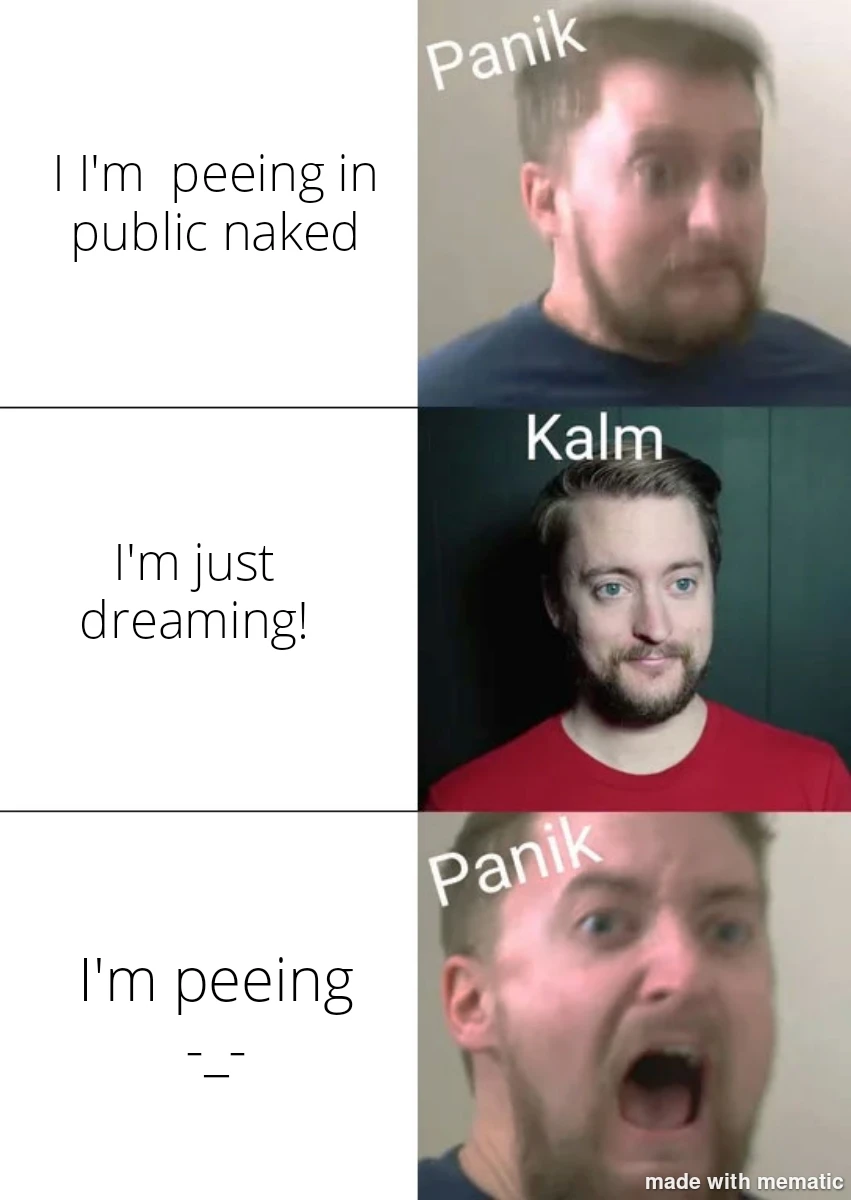 Panik
I I'm  peeing in
public naked
Kalm
I'm just
dreaming!
Panik
I'm peeing
-_-
made with mematic